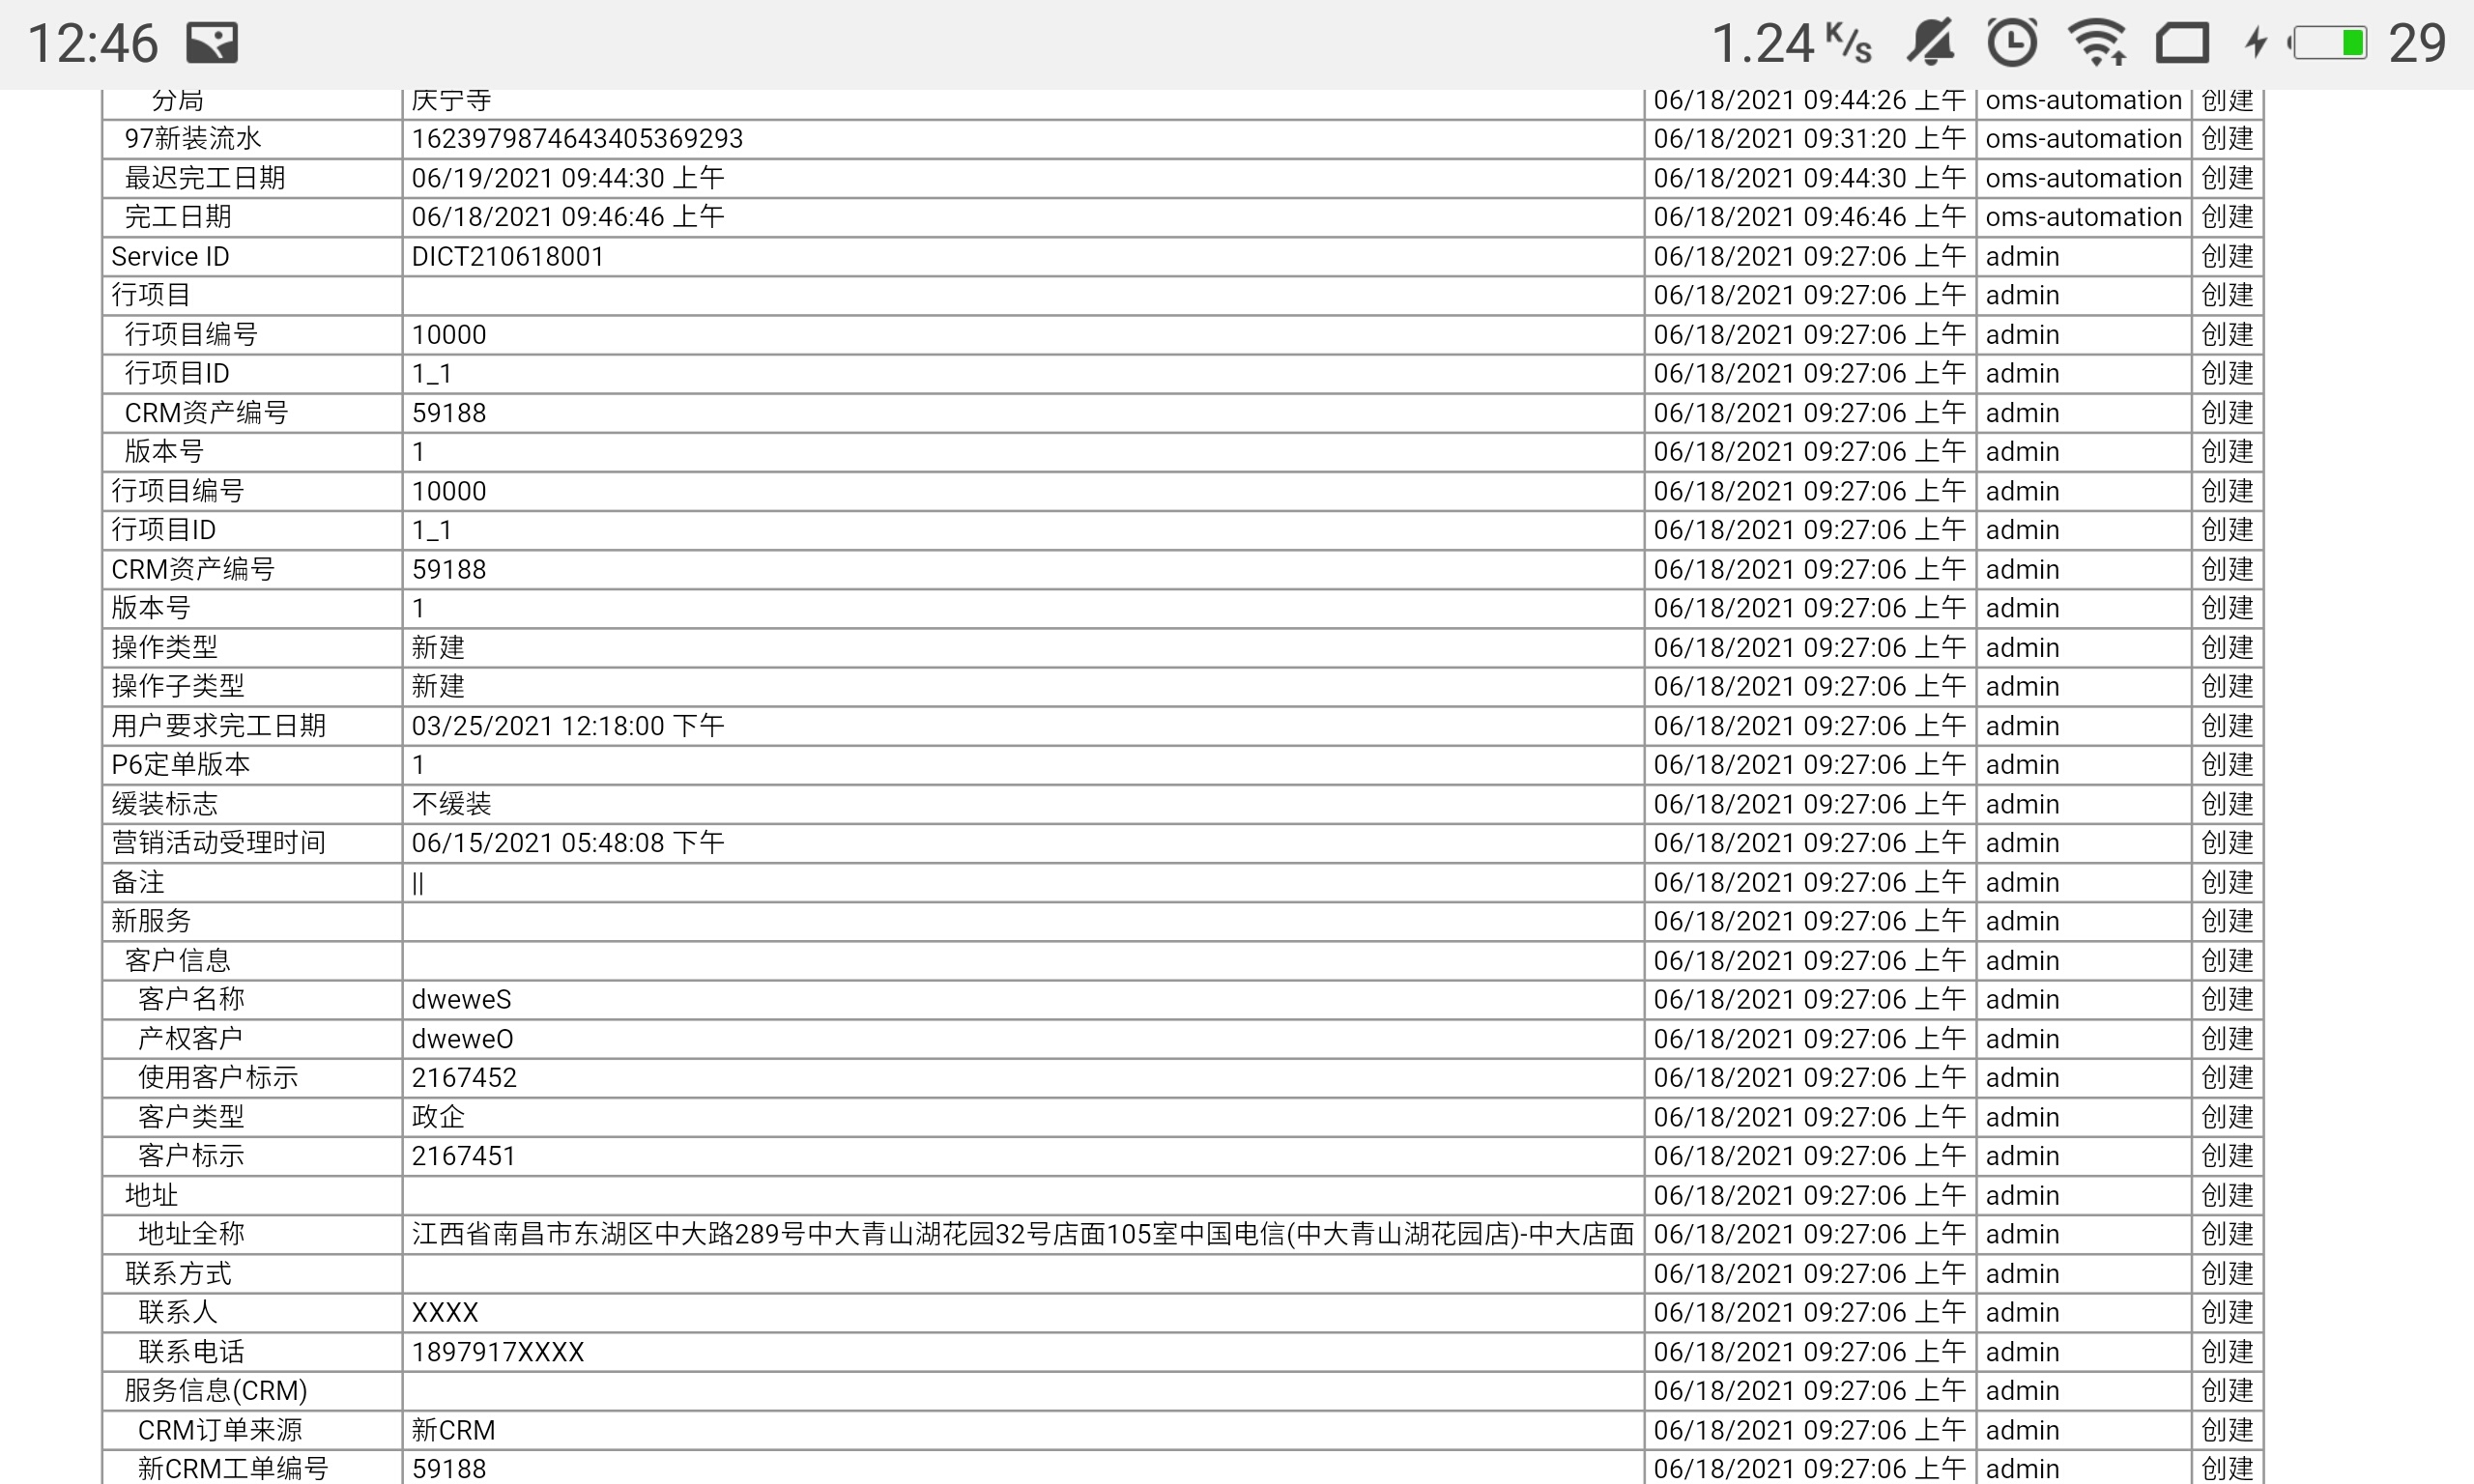 12:46 1.24 K/s 29
分局 庆宁寺 06/18/2021 09:44:26 上午 oms-automation 创建
97新装流水 1623979874643405369293 06/18/2021 09:31:20 上午 oms-automation 创建
最迟完工日期 06/19/2021 09:44:30 上午 06/18/2021 09:44:30 上午 oms-automation 创建
完工日期 06/18/2021 09:46:46 上午 06/18/2021 09:46:46 上午 oms-automation 创建
Service ID DICT210618001 06/18/2021 09:27:06 上午 admin 创建
行项目 06/18/2021 09:27:06 上午 admin 创建
行项目编号 10000 06/18/2021 09:27:06 上午 admin 创建
行项目ID 1_1 06/18/2021 09:27:06 上午 admin 创建
CRM资产编号 59188 06/18/2021 09:27:06 上午 admin 创建
版本号 1 06/18/2021 09:27:06 上午 admin 创建
行项目编号 10000 06/18/2021 09:27:06 上午 admin 创建
行项目ID 1_1 06/18/2021 09:27:06 上午 admin 创建
CRM资产编号 59188 06/18/2021 09:27:06 上午 admin 创建
版本号 1 06/18/2021 09:27:06 上午 admin 创建
操作类型 新建 06/18/2021 09:27:06 上午 admin 创建
操作子类型 新建 06/18/2021 09:27:06 上午 admin 创建
用户要求完工日期 03/25/2021 12:18:00 下午 06/18/2021 09:27:06 上午 admin 创建
P6定单版本 1 06/18/2021 09:27:06 上午 admin 创建
缓装标志 不缓装 06/18/2021 09:27:06 上午 admin 创建
营销活动受理时间 06/15/2021 05:48:08 下午 06/18/2021 09:27:06 上午 admin 创建
备注 || 06/18/2021 09:27:06 上午 admin 创建
新服务 06/18/2021 09:27:06 上午 admin 创建
客户信息 06/18/2021 09:27:06 上午 admin 创建
客户名称 dweweS 06/18/2021 09:27:06 上午 admin 创建
产权客户 dweweO 06/18/2021 09:27:06 上午 admin 创建
使用客户标示 2167452 06/18/2021 09:27:06 上午 admin 创建
客户类型 政企 06/18/2021 09:27:06 上午 admin 创建
客户标示 2167451 06/18/2021 09:27:06 上午 admin 创建
地址 06/18/2021 09:27:06 上午 admin 创建
地址全称 江西省南昌市东湖区中大路289号中大青山湖花园32号店面105室中国电信(中大青山湖花园店)-中大店面 06/18/2021 09:27:06 上午 admin 创建
联系方式 06/18/2021 09:27:06 上午 admin 创建
联系人 XXXX 06/18/2021 09:27:06 上午 admin 创建
联系电话 1897917XXXX 06/18/2021 09:27:06 上午 admin 创建
服务信息(CRM) 06/18/2021 09:27:06 上午 admin 创建
CRM订单来源 新CRM 06/18/2021 09:27:06 上午 admin 创建
新CRM工单编号 59188 06/18/2021 09:27:06 上午 admin 创建